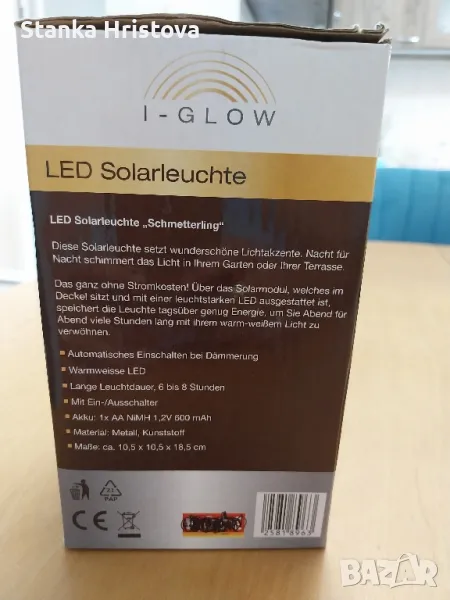 Stanka Hristova
I-GLOW
LED Solarleuchte
LED Solarleuchte „Schmetterling"
Diese Solarleuchte setzt wunderschöne Lichtakzente. Nacht für
Nacht schimmert das Licht in Ihrem Garten oder Ihrer Terrasse.
Das ganz ohne Stromkosten! Über das Solarmodul, welches im
Deckel sitzt und mit einer leuchtstarken LED ausgestattet ist,
speichert die Leuchte tagsüber genug Energie, um Sie Abend für
Abend viele Stunden lang mit ihrem warm-weißem Licht zu
verwöhnen.
Automatisches Einschalten bei Dämmerung
Warmweisse LED
Lange Leuchtdauer, 6 bis 8 Stunden
Mit Ein-/Ausschalter
Akku: 1x AA NiMH 1,2V 600 mAh
Material: Metall, Kunststoff
Maße: ca. 10,5 x 10,5 x 18,5 cm
PAP
CE
BAZAR.bg